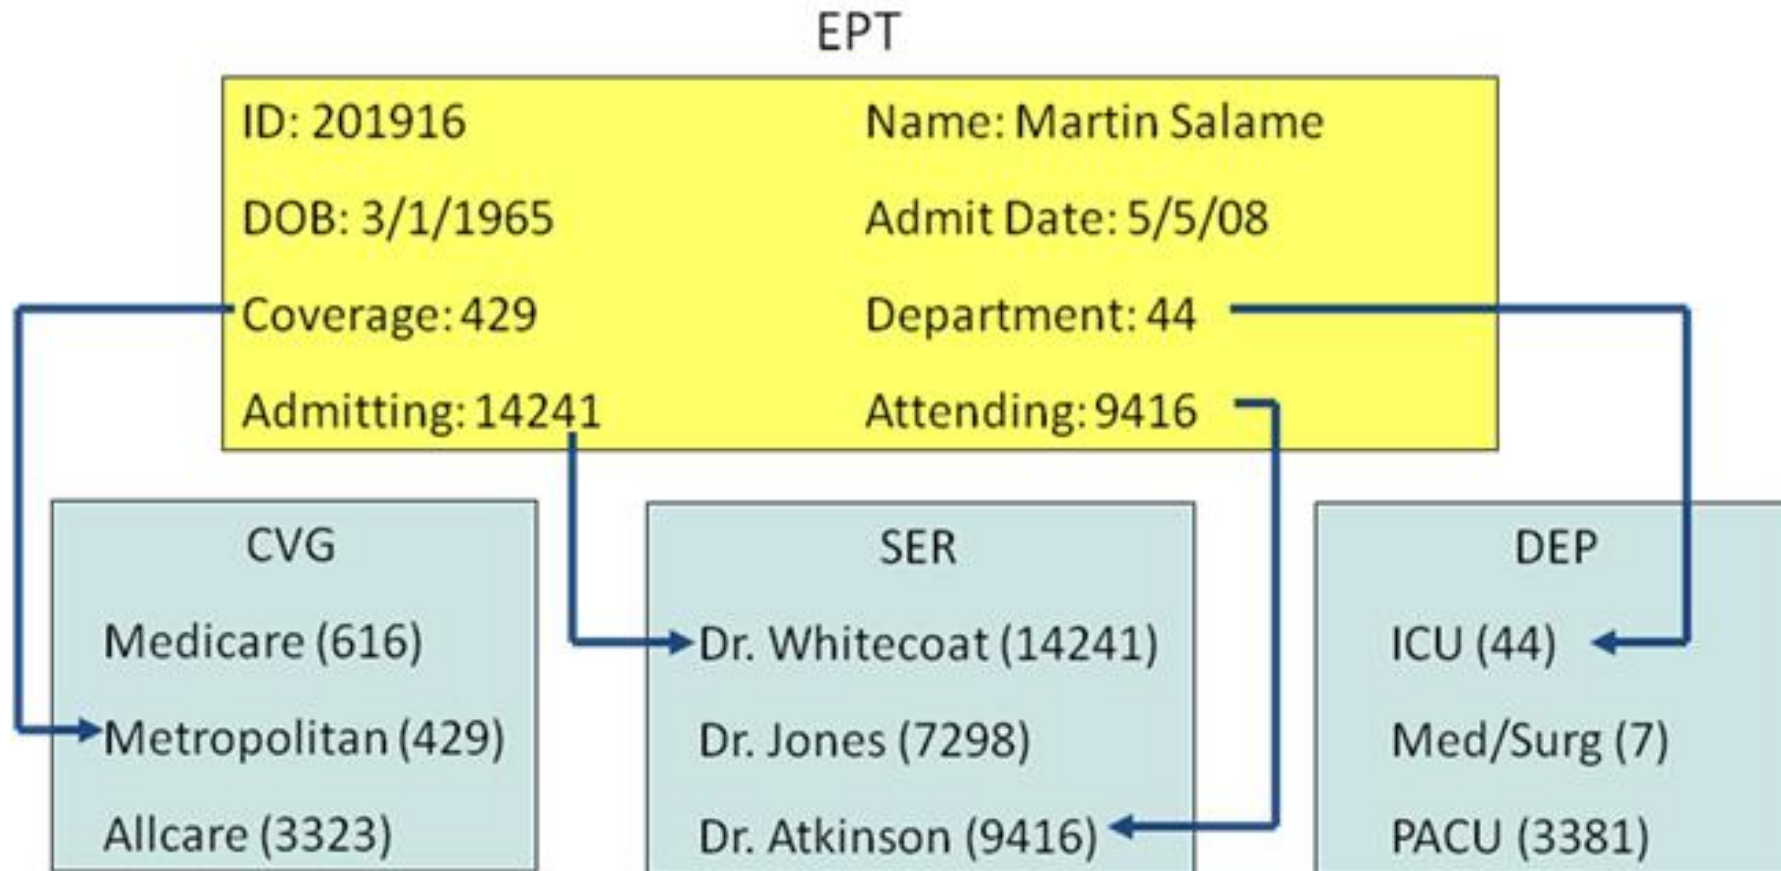 EPT
ID: 201916
Name: Martin Salame
DOB: 3/1/1965
Admit Date: 5/5/08
Coverage: 429
Department: 44
Admitting: 14241
Attending: 9416
CVG
Medicare (616)
Metropolitan (429)
Allcare (3323)
SER
Dr. Whitecoat (14241)
Dr. Jones (7298)
Dr. Atkinson (9416)
DEP
ICU (44)
Med/Surg (7)
PACU (3381)